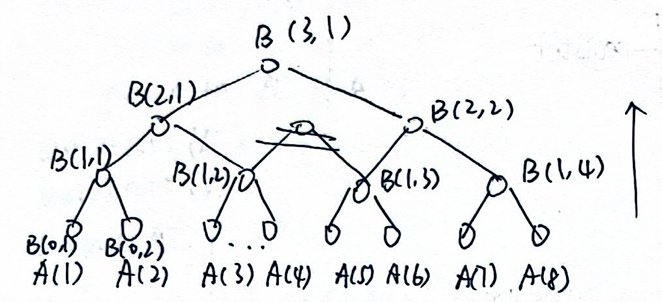 B (3,1)
B(2,1) B(2,2)
B(1,1) B(1,2) B(1,3) B(1,4)
B(0,1) B(0,2) ...
A(1) A(2) A(3) A(4) A(5) A(6) A(7) A(8)